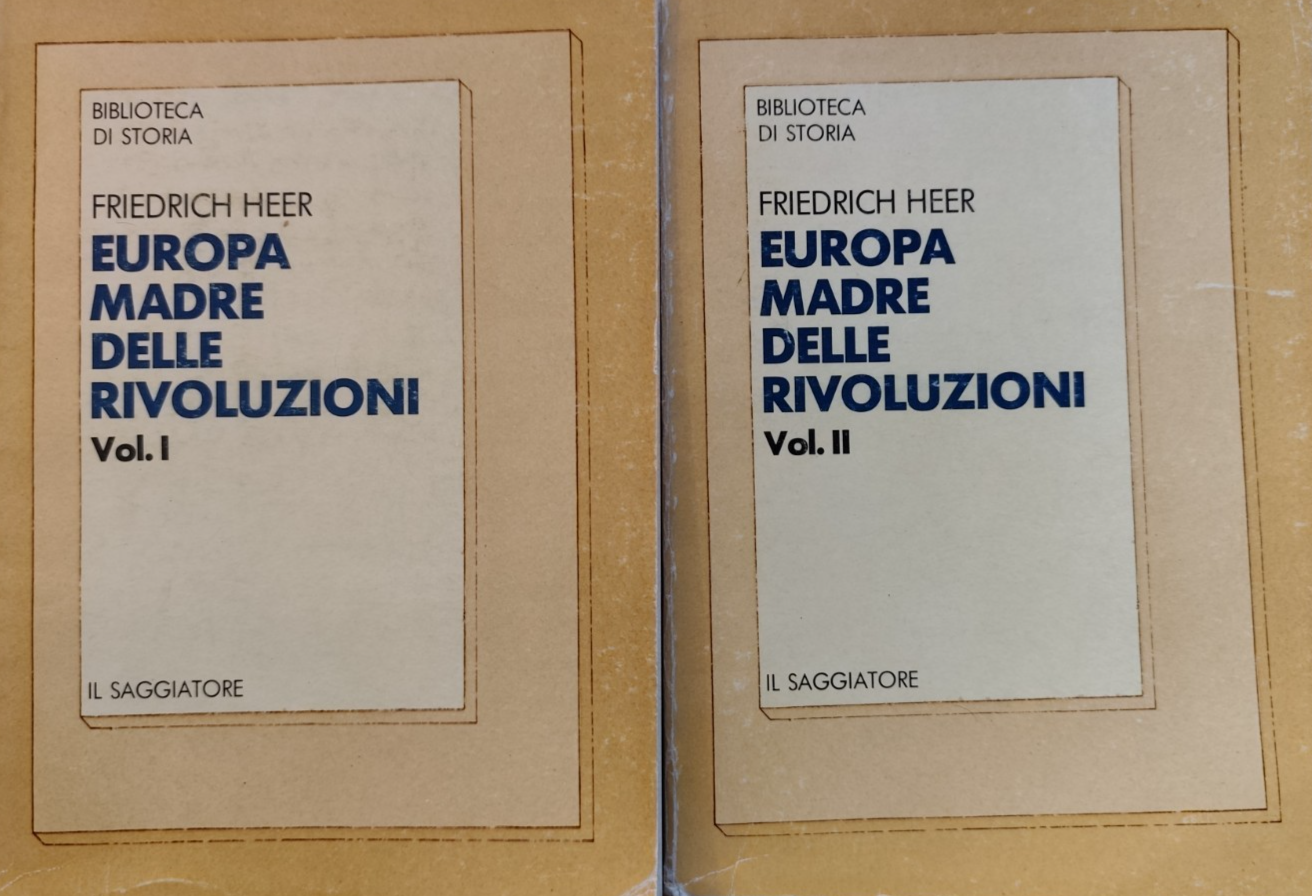 BIBLIOTECA
DI STORIA
FRIEDRICH HEER
EUROPA
MADRE
DELLE
RIVOLUZIONI
Vol. I
IL SAGGIATORE
BIBLIOTECA
DI STORIA
FRIEDRICH HEER
EUROPA
MADRE
DELLE
RIVOLUZIONI
Vol. II
IL SAGGIATORE